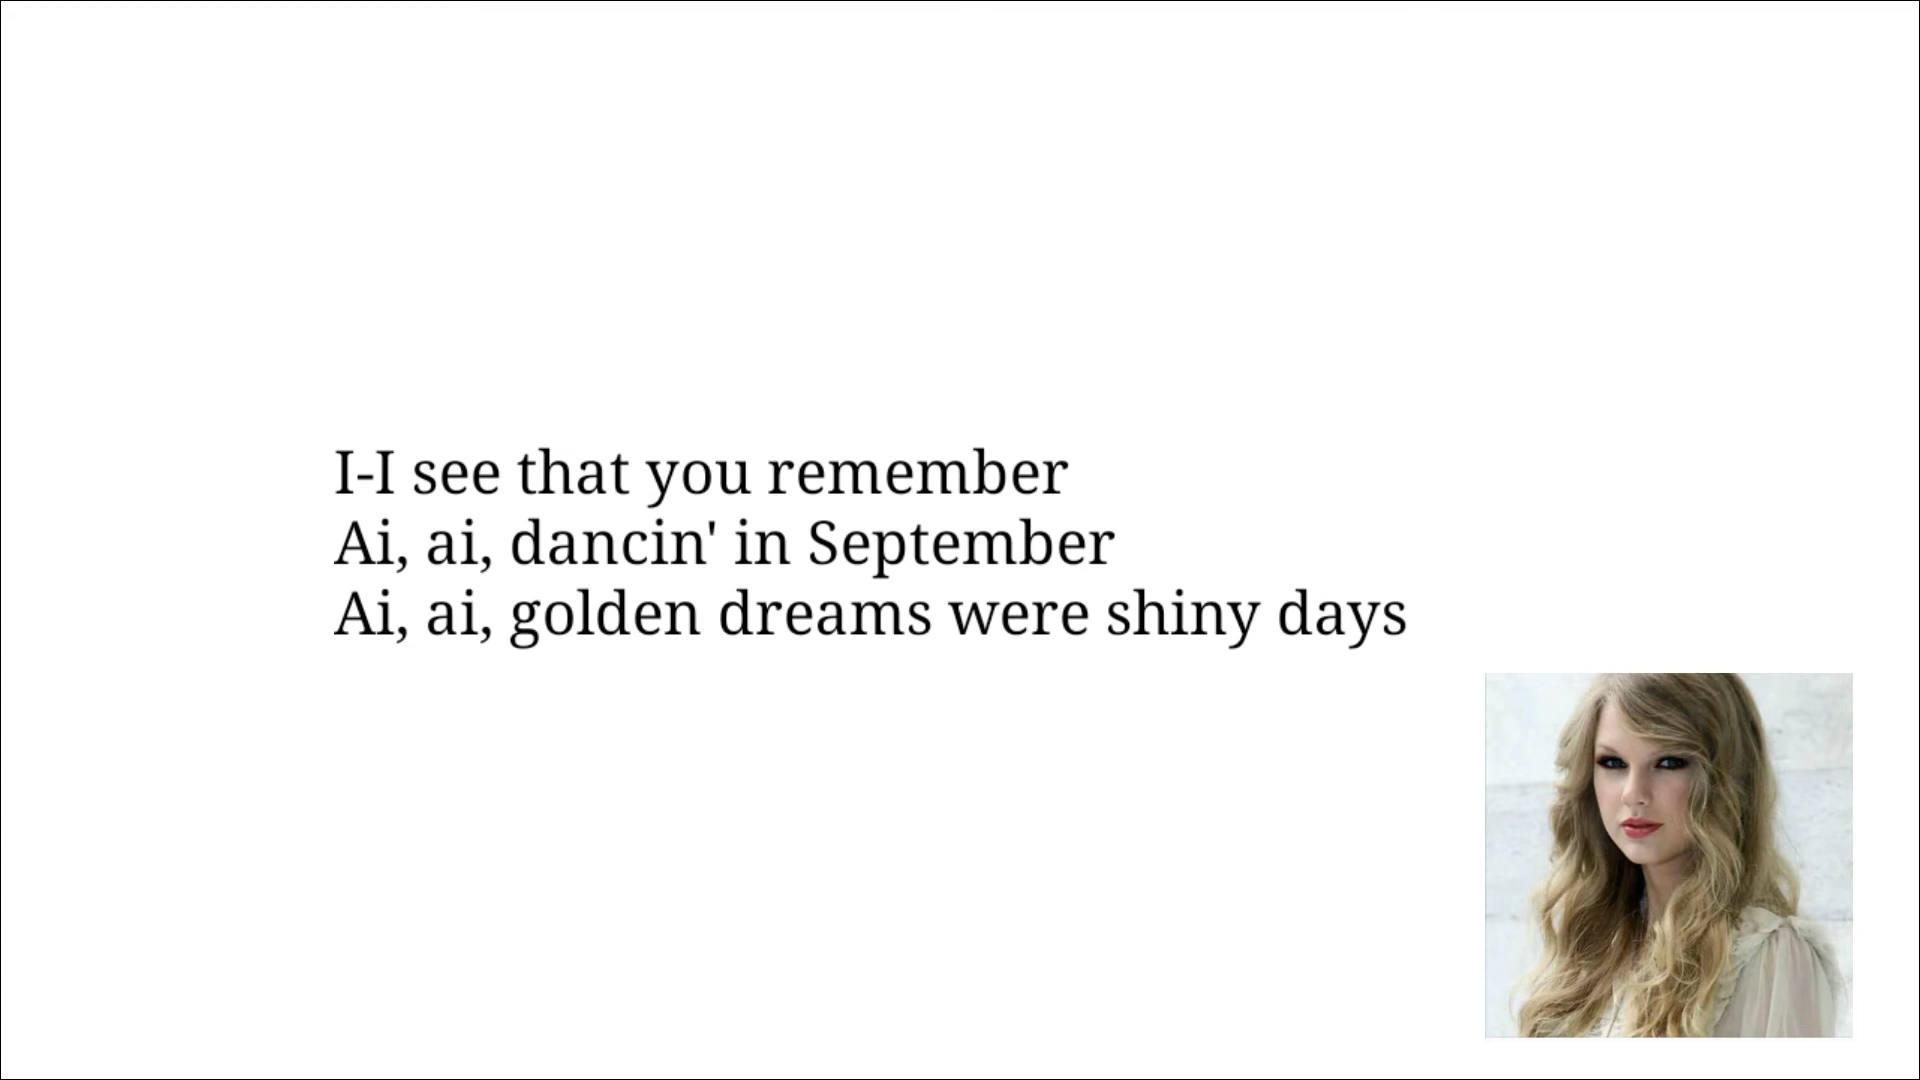 I-I see that you remember
Ai, ai, dancin' in September
Ai, ai, golden dreams were shiny days